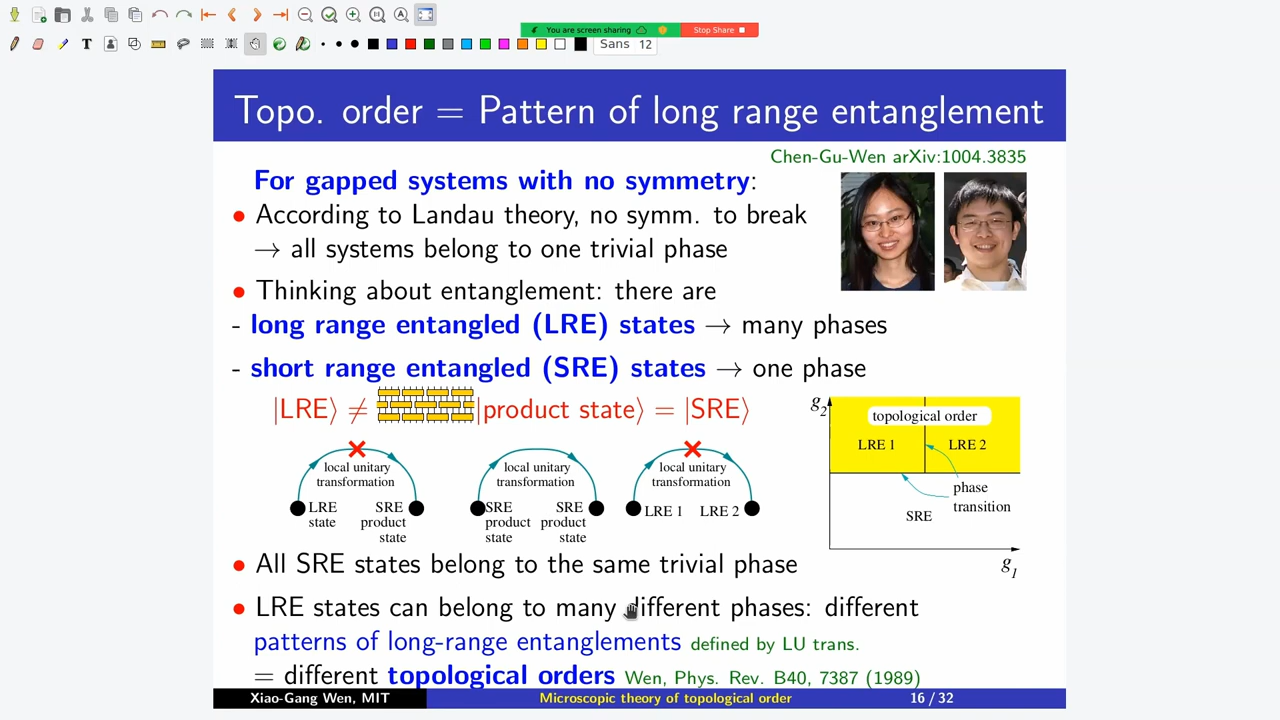 You are screen sharing
Stop Share
Sans 12
Topo. order = Pattern of long range entanglement
Chen-Gu-Wen arXiv:1004.3835
For gapped systems with no symmetry:
• According to Landau theory, no symm. to break
→ all systems belong to one trivial phase
• Thinking about entanglement: there are
- long range entangled (LRE) states → many phases
- short range entangled (SRE) states → one phase
|LRE⟩ ≠ |product state⟩ = |SRE⟩
local unitary
transformation
LRE
state
SRE
product
state
local unitary
transformation
SRE
product
state
SRE
product
state
local unitary
transformation
LRE 1
LRE 2
g2
topological order
LRE 1
LRE 2
phase
transition
SRE
g1
• All SRE states belong to the same trivial phase
• LRE states can belong to many different phases: different
patterns of long-range entanglements defined by LU trans.
= different topological orders Wen, Phys. Rev. B40, 7387 (1989)
Xiao-Gang Wen, MIT
Microscopic theory of topological order
16 / 32